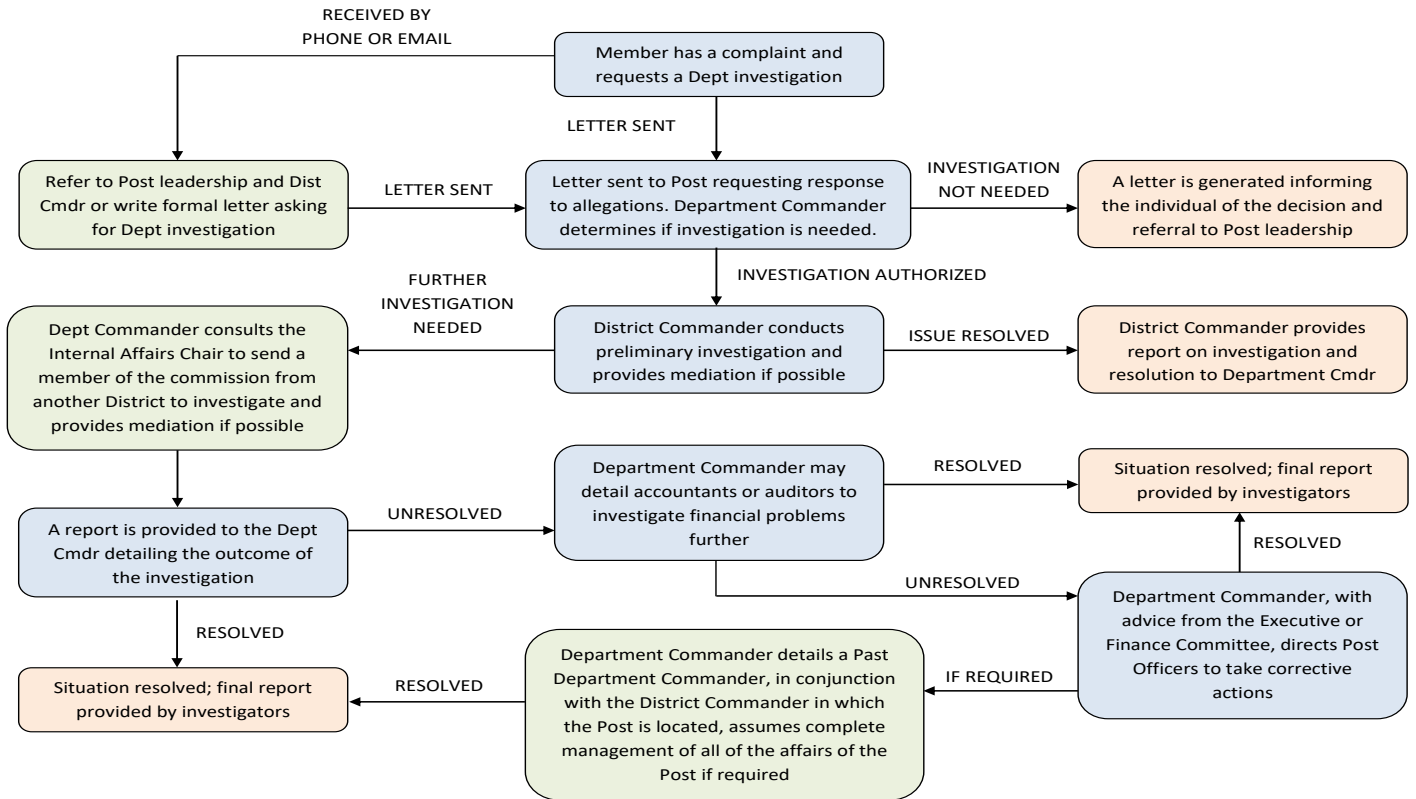 RECEIVED BY
PHONE OR EMAIL
Member has a complaint and
requests a Dept investigation
LETTER SENT
Refer to Post leadership and Dist
Cmdr or write formal letter asking
for Dept investigation
LETTER SENT
Letter sent to Post requesting response
to allegations. Department Commander
determines if investigation is needed.
INVESTIGATION
NOT NEEDED
A letter is generated informing
the individual of the decision and
referral to Post leadership
INVESTIGATION AUTHORIZED
FURTHER
INVESTIGATION
NEEDED
Dept Commander consults the
Internal Affairs Chair to send a
member of the commission from
another District to investigate and
provides mediation if possible
District Commander conducts
preliminary investigation and
provides mediation if possible
ISSUE RESOLVED
District Commander provides
report on investigation and
resolution to Department Cmdr
A report is provided to the Dept
Cmdr detailing the outcome of
the investigation
UNRESOLVED
Department Commander may
detail accountants or auditors to
investigate financial problems
further
RESOLVED
Situation resolved; final report
provided by investigators
RESOLVED
UNRESOLVED
Department Commander, with
advice from the Executive or
Finance Committee, directs Post
Officers to take corrective
actions
RESOLVED
Situation resolved; final report
provided by investigators
RESOLVED
Department Commander details a Past
Department Commander, in conjunction
with the District Commander in which
the Post is located, assumes complete
management of all of the affairs of the
Post if required
IF REQUIRED